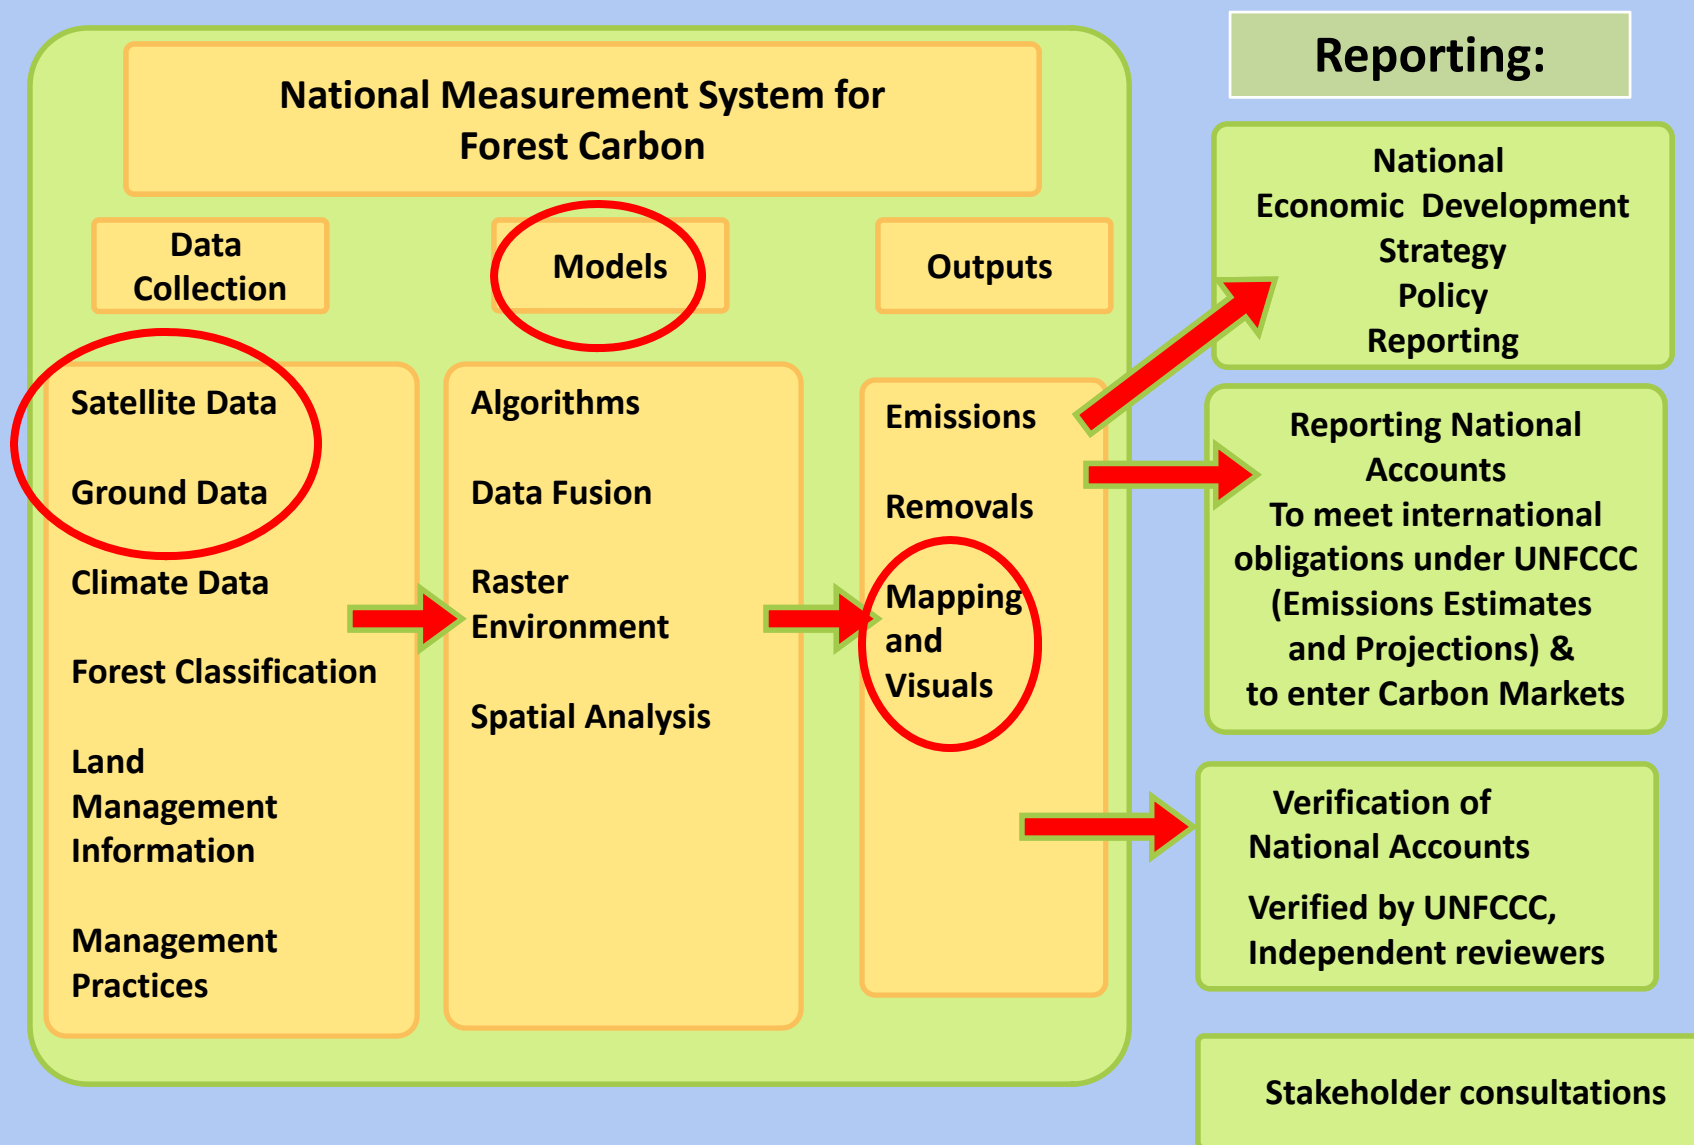 National Measurement System for
Forest Carbon
Data
Collection
Models
Outputs
Satellite Data
Ground Data
Climate Data
Forest Classification
Land
Management
Information
Management
Practices
Algorithms
Data Fusion
Raster
Environment
Spatial Analysis
Emissions
Removals
Mapping
and
Visuals
Reporting:
National
Economic Development
Strategy
Policy
Reporting
Reporting National
Accounts
To meet international
obligations under UNFCCC
(Emissions Estimates
and Projections) &
to enter Carbon Markets
Verification of
National Accounts
Verified by UNFCCC,
Independent reviewers
Stakeholder consultations